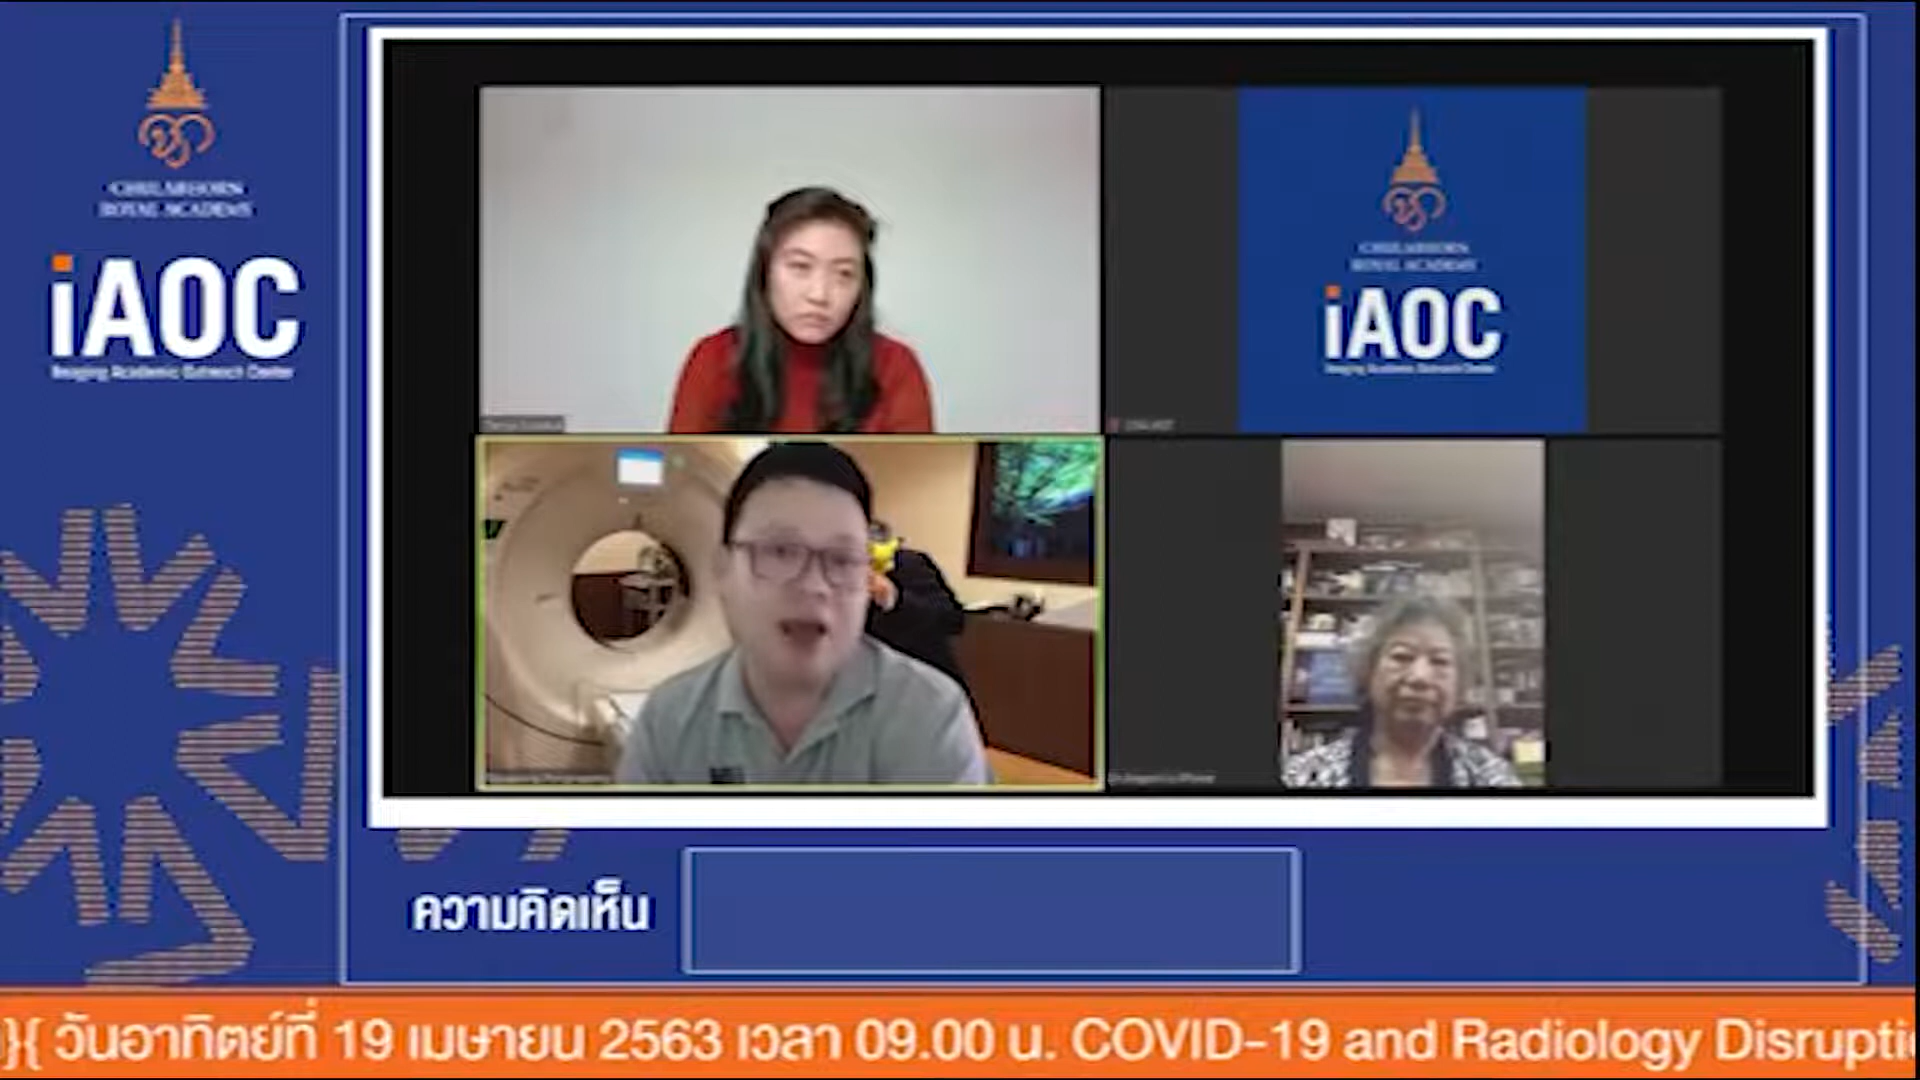 CHULABHORN
ROYAL ACADEMY
iAOC
Imaging Academic Outreach Center
CHULABHORN
ROYAL ACADEMY
iAOC
Imaging Academic Outreach Center
ความคิดเห็น
}{ วันอาทิตย์ที่ 19 เมษายน 2563 เวลา 09.00 น. COVID-19 and Radiology Disrupti